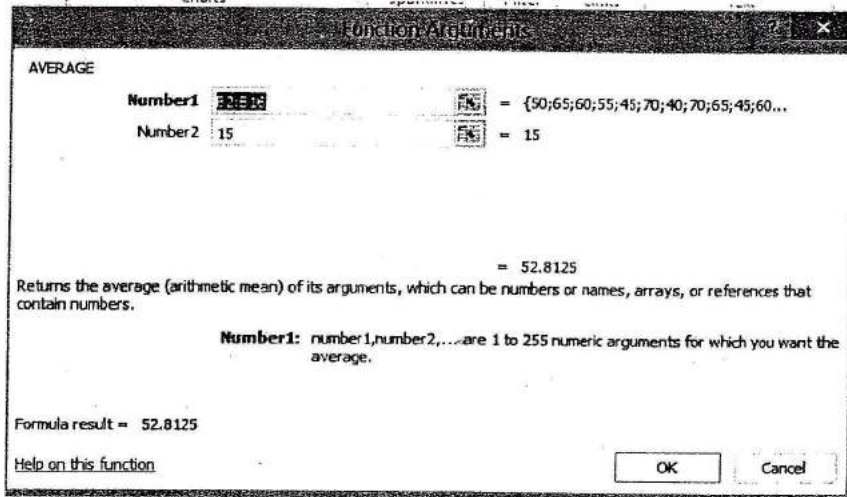 Function Arguments
AVERAGE
Number1 = {50;65;60;55;45;70;40;70;65;45;60...
Number2 15 = 15
= 52.8125
Returns the average (arithmetic mean) of its arguments, which can be numbers or names, arrays, or references that
contain numbers.
Number1: number1,number2,... are 1 to 255 numeric arguments for which you want the
average.
Formula result = 52.8125
Help on this function
OK Cancel